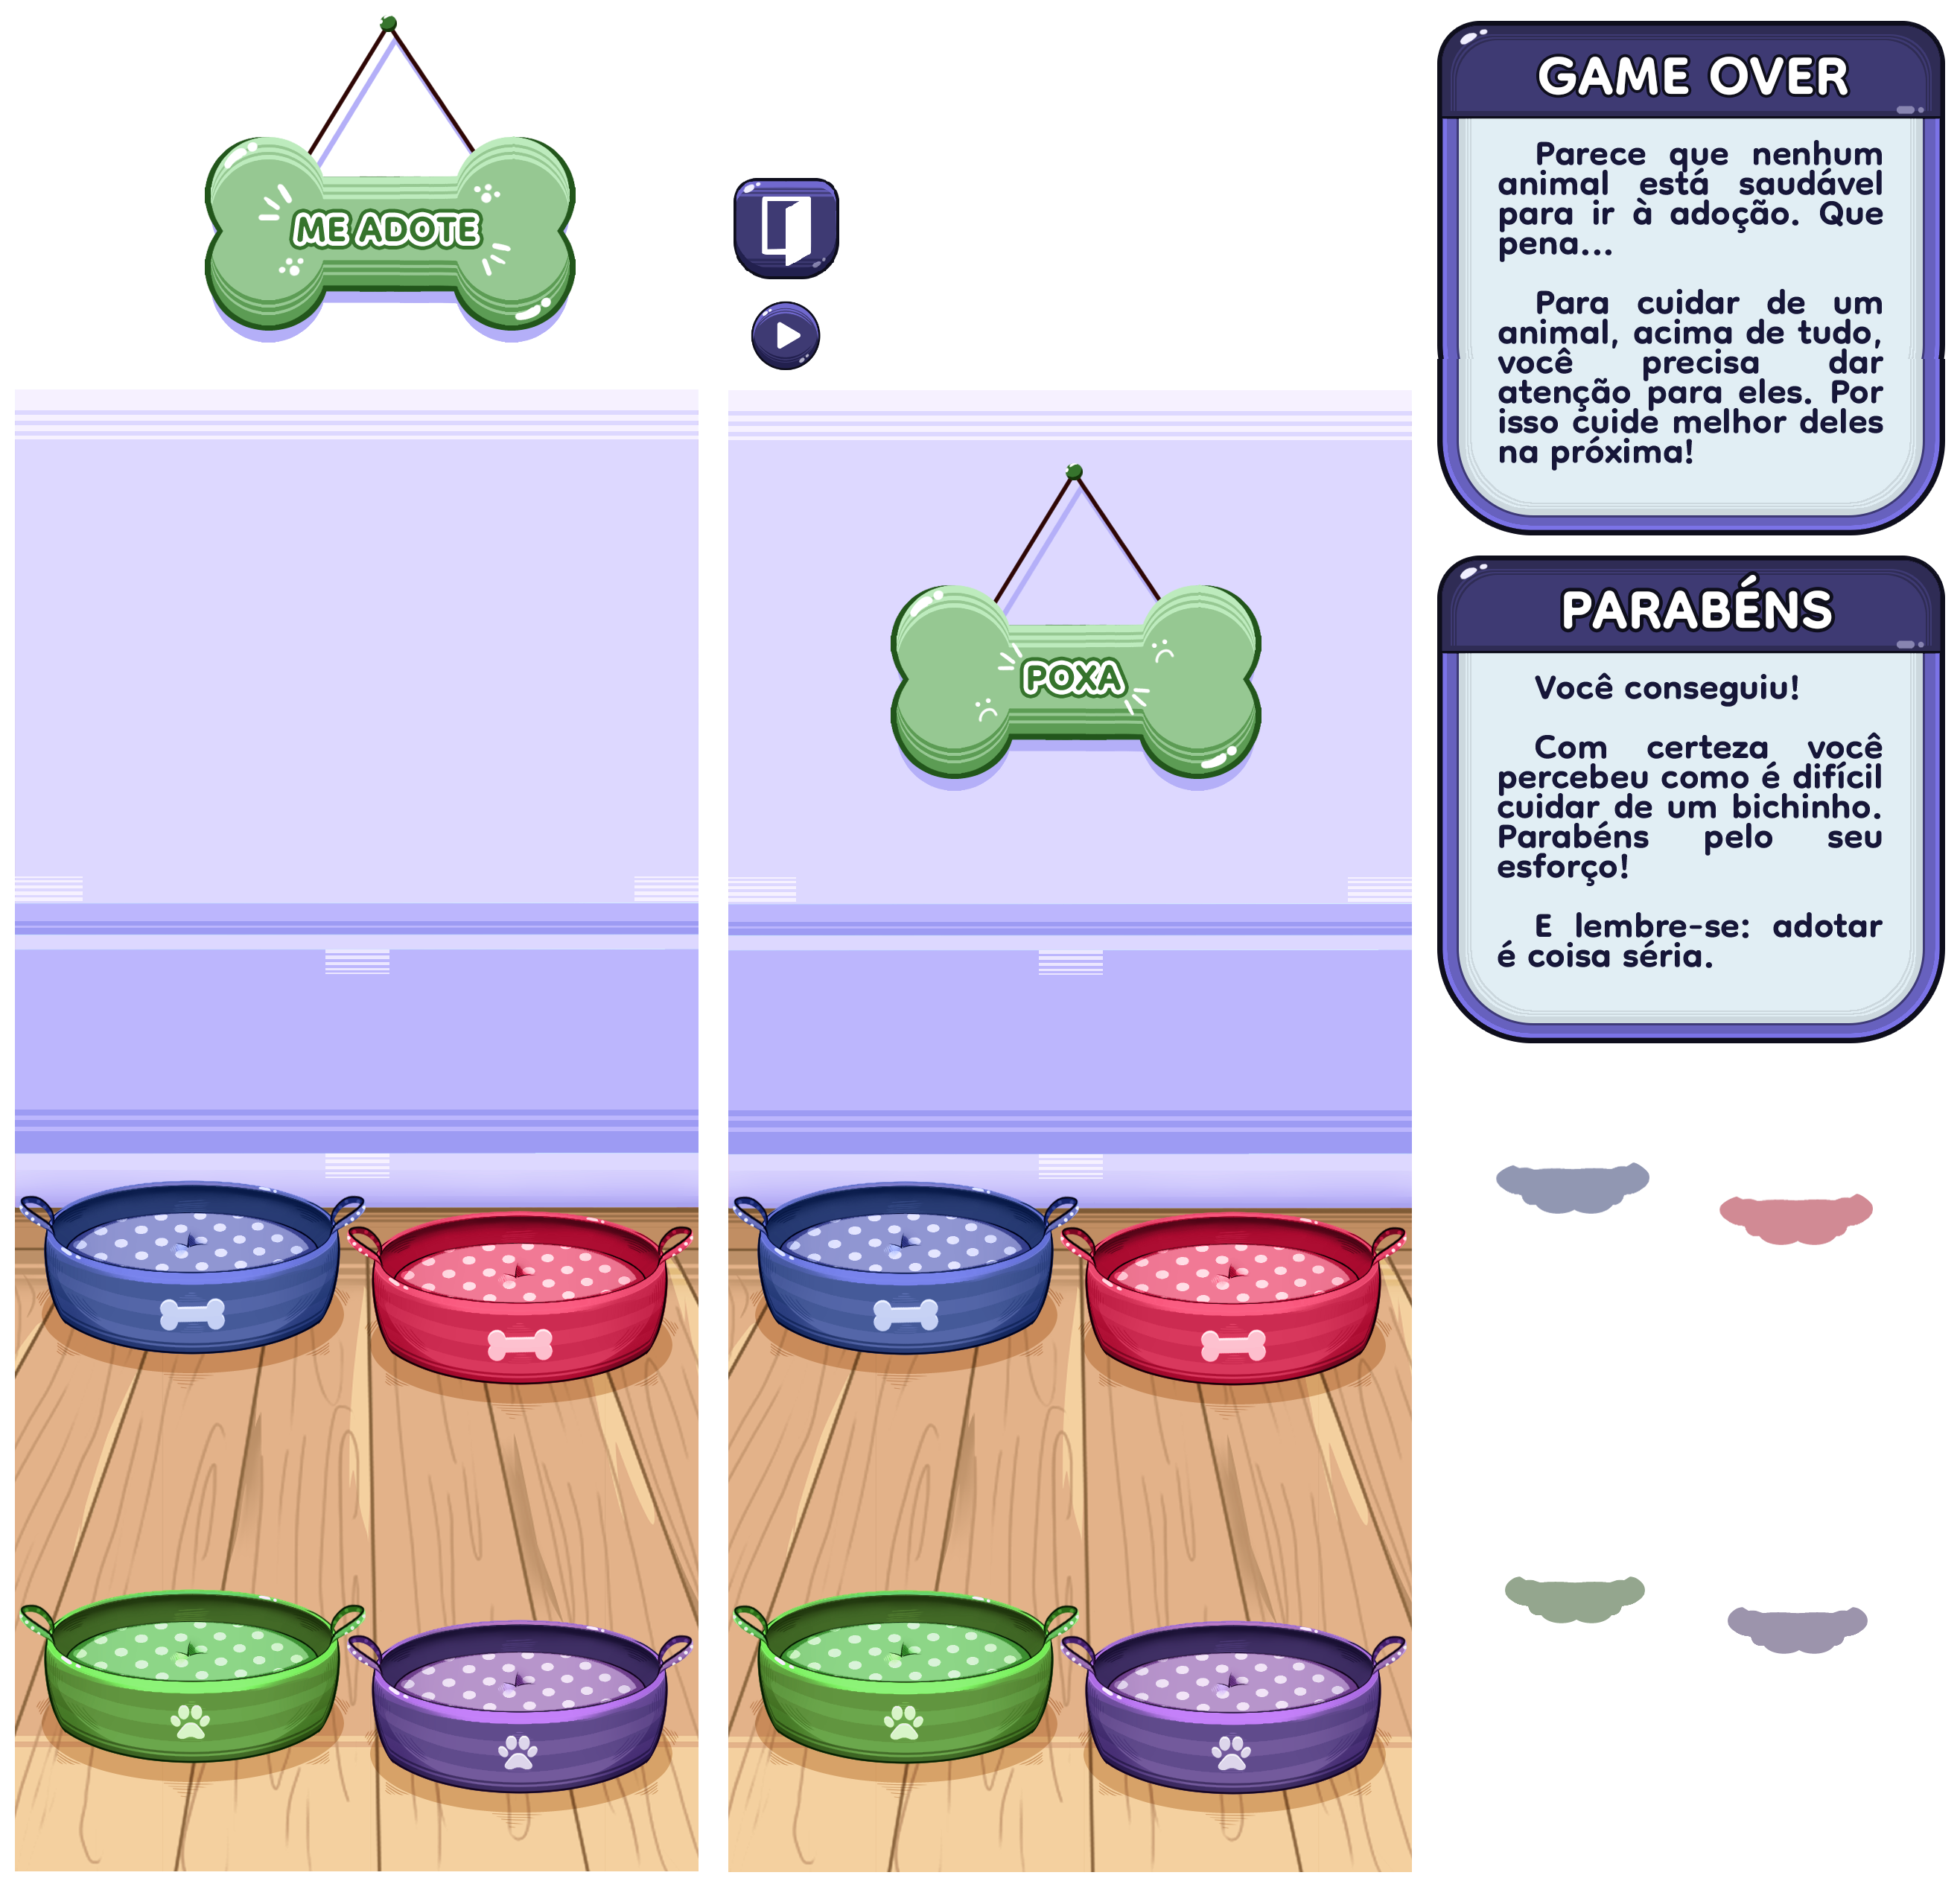 ME ADOTE
POXA
GAME OVER
Parece que nenhum
animal está saudável
para ir à adoção. Que
pena...
Para cuidar de um
animal, acima de tudo,
você precisa dar
atenção para eles. Por
isso cuide melhor deles
na próxima!
PARABÉNS
Você conseguiu!
Com certeza você
percebeu como é difícil
cuidar de um bichinho.
Parabéns pelo seu
esforço!
E lembre-se: adotar
é coisa séria.